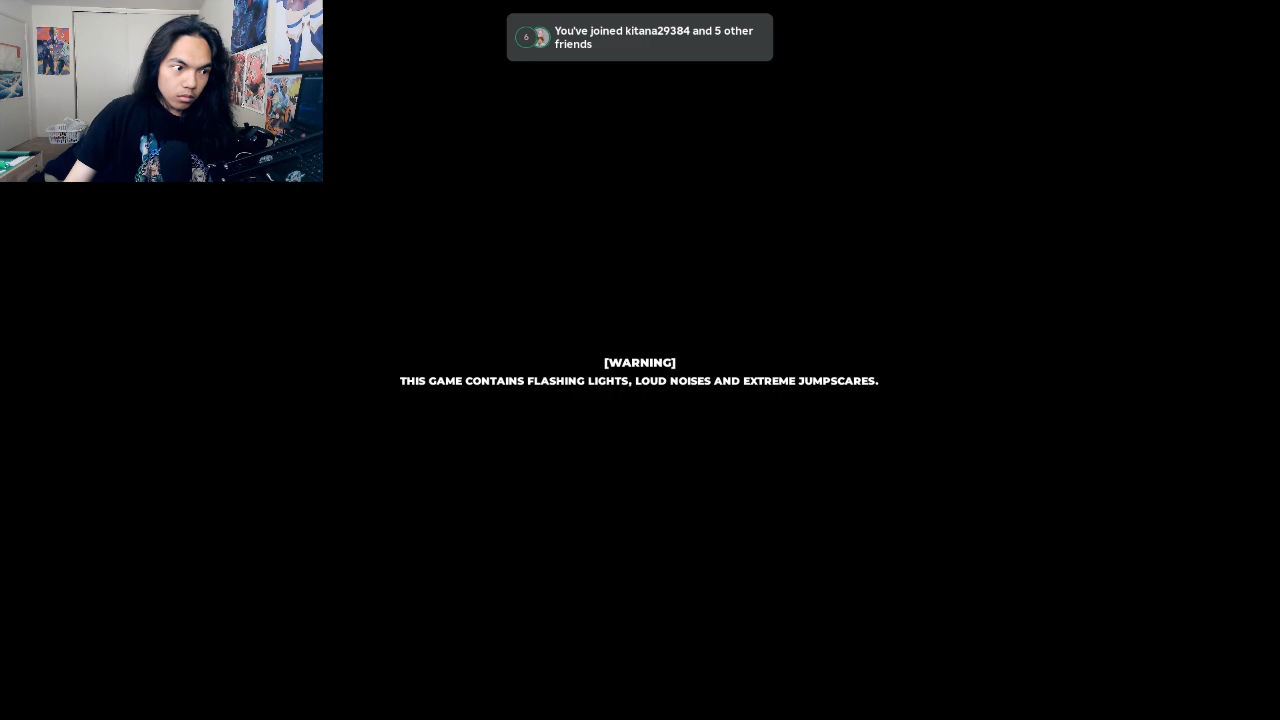 6
You've joined kitana29384 and 5 other
friends
[WARNING]
THIS GAME CONTAINS FLASHING LIGHTS, LOUD NOISES AND EXTREME JUMPSCARES.